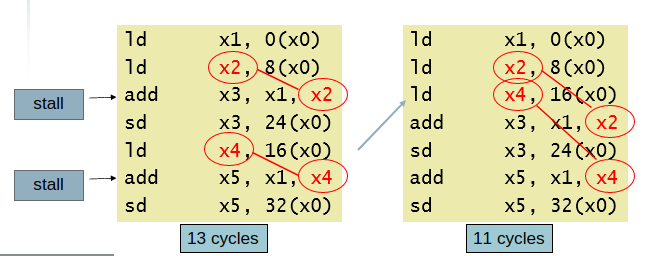 ld x1, 0(x0)
ld x2, 8(x0)
stall
add x3, x1, x2
sd x3, 24(x0)
ld x4, 16(x0)
stall
add x5, x1, x4
sd x5, 32(x0)
13 cycles
ld x1, 0(x0)
ld x2, 8(x0)
ld x4, 16(x0)
add x3, x1, x2
sd x3, 24(x0)
add x5, x1, x4
sd x5, 32(x0)
11 cycles